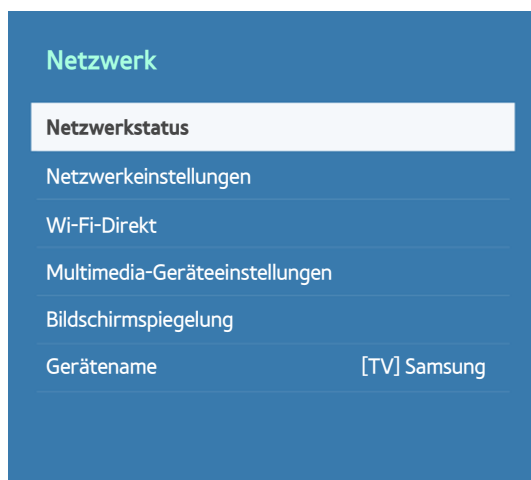 Netzwerk
Netzwerkstatus
Netzwerkeinstellungen
Wi-Fi-Direkt
Multimedia-Geräteeinstellungen
Bildschirmspiegelung
Gerätename [TV] Samsung